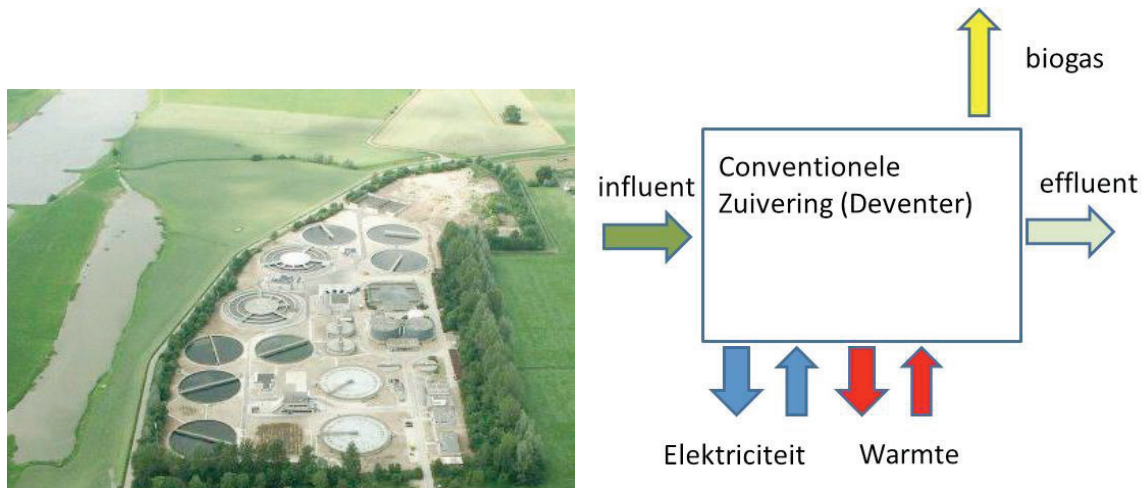 biogas
Conventionele
Zuivering (Deventer)
influent
effluent
Elektriciteit
Warmte